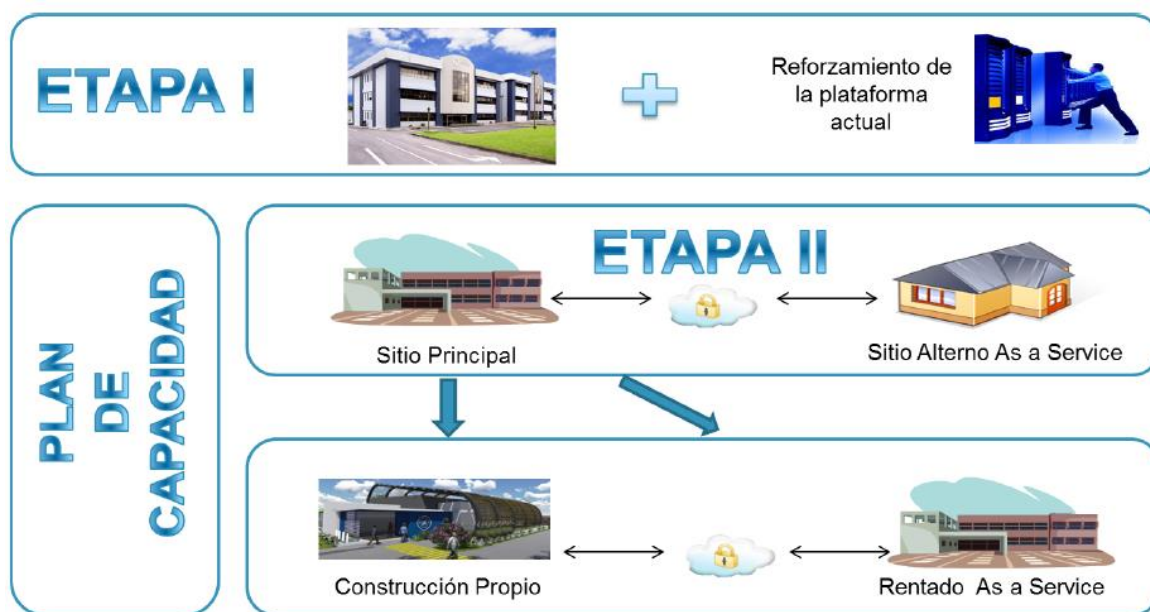 ETAPA I
Reforzamiento de
la plataforma
actual
PLAN
DE
CAPACIDAD
ETAPA II
Sitio Principal
Sitio Alterno As a Service
Construcción Propio
Rentado As a Service